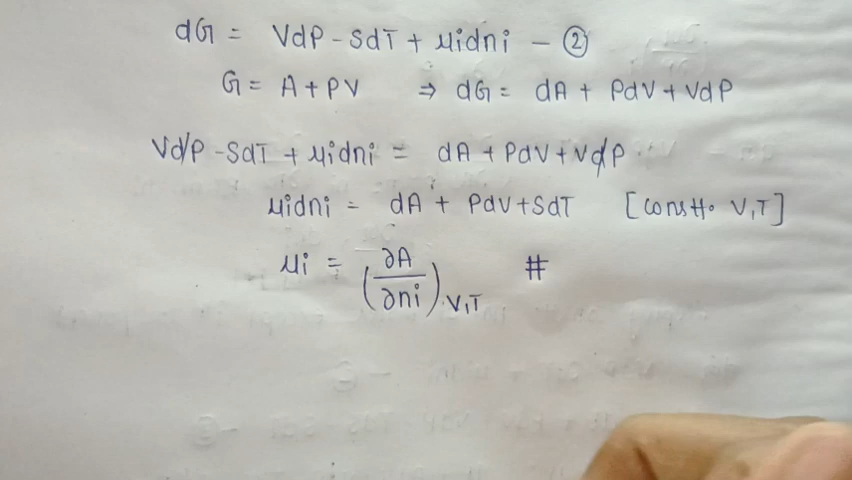 dG = VdP - SdT + μidni - ②
G = A + PV ⇒ dG = dA + PdV + VdP
VdP - SdT + μidni = dA + PdV + VdP
μidni = dA + PdV + SdT [constt. V,T]
μi = (∂A/∂ni)V,T #